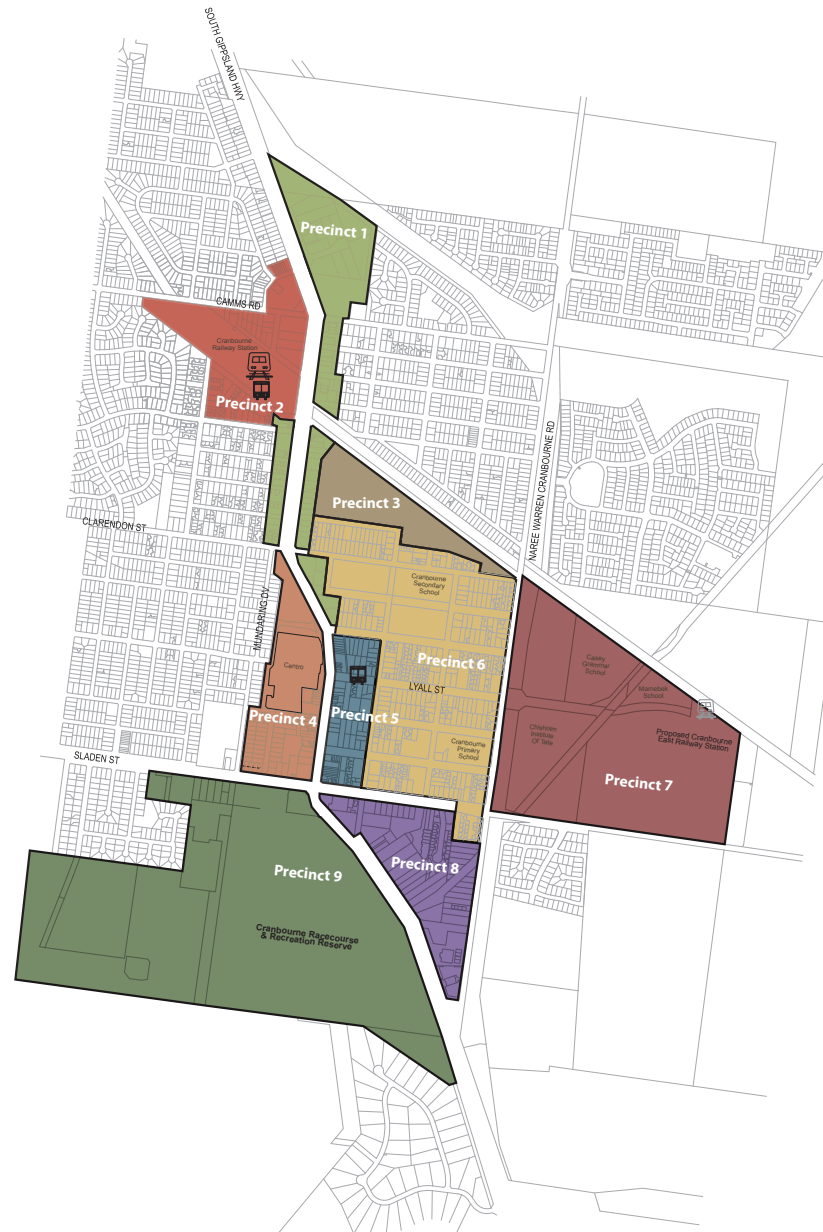 SOUTH GIPPSLAND HWY
Precinct 1
CAMMS RD
Cranbourne
Railway Station
Precinct 2
NAREE WARREN CRANBOURNE RD
Precinct 3
CLARENDON ST
Cranbourne
Secondary
School
MUNDARING DV
Precinct 6
Centro
LYALL ST
Casey
Grammar
School
Marnebek
School
Precinct 4
Precinct 5
Chisholm
Institute
Of Tafe
Proposed Cranbourne
East Railway Station
Cranbourne
Primary
School
SLADEN ST
Precinct 7
Precinct 8
Precinct 9
Cranbourne Racecourse
& Recreation Reserve